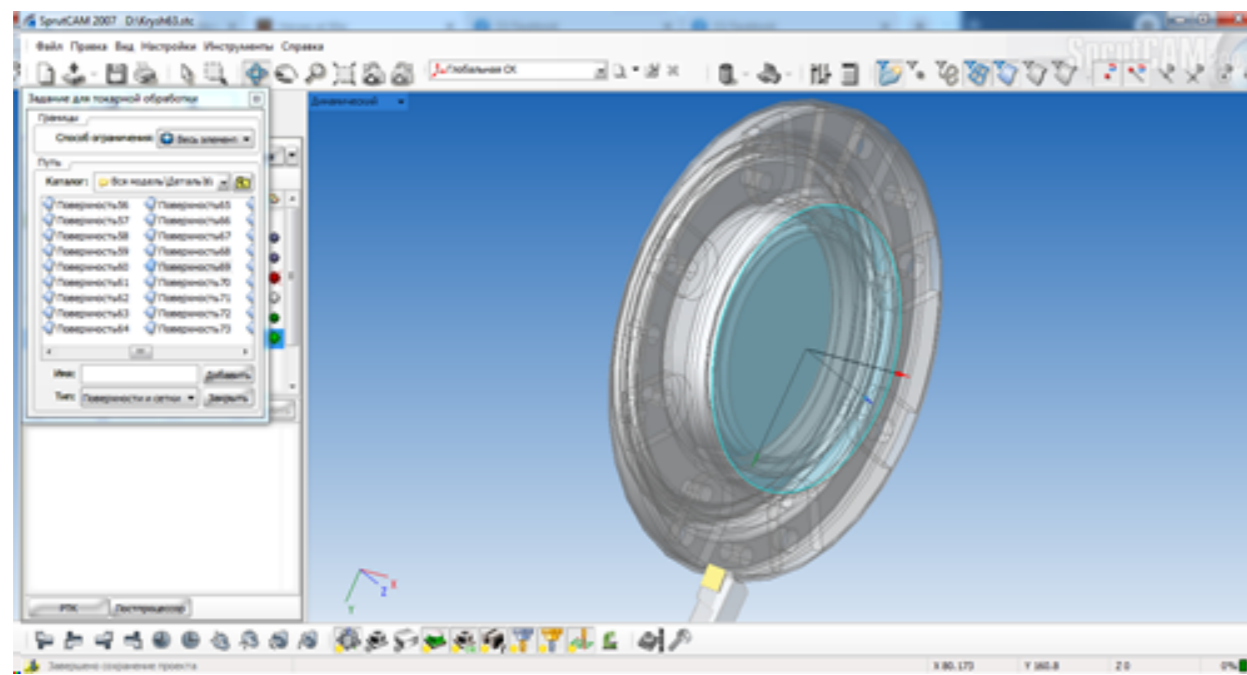 SprutCAM 2007 D:\Krysh63.stc
Файл Правка Вид Настройки Инструменты Справка
Глобальная СК
SprutCAM
Задание для токарной обработки
Динамический
Границы
Способ ограничения: Весь элемент
Путь
Каталог: Вся модель\Деталь\К
Поверхность56 Поверхность65
Поверхность57 Поверхность66
Поверхность58 Поверхность67
Поверхность59 Поверхность68
Поверхность60 Поверхность69
Поверхность61 Поверхность70
Поверхность62 Поверхность71
Поверхность63 Поверхность72
Поверхность64 Поверхность73
Имя: Добавить
Тип: Поверхности и сетки Закрыть
X
Z
Y
РТК Постпроцессор
Завершено сохранение проекта X 80.173 Y 160.8 Z 0 0%